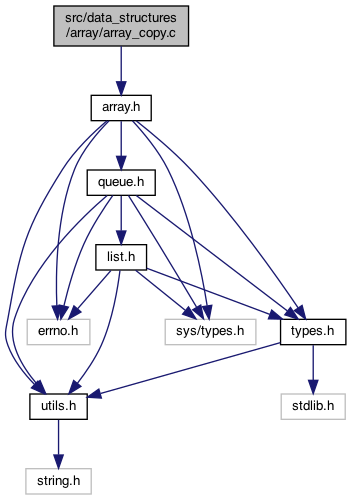 src/data_structures
/array/array_copy.c
array.h
queue.h
list.h
errno.h
sys/types.h
types.h
utils.h
stdlib.h
string.h